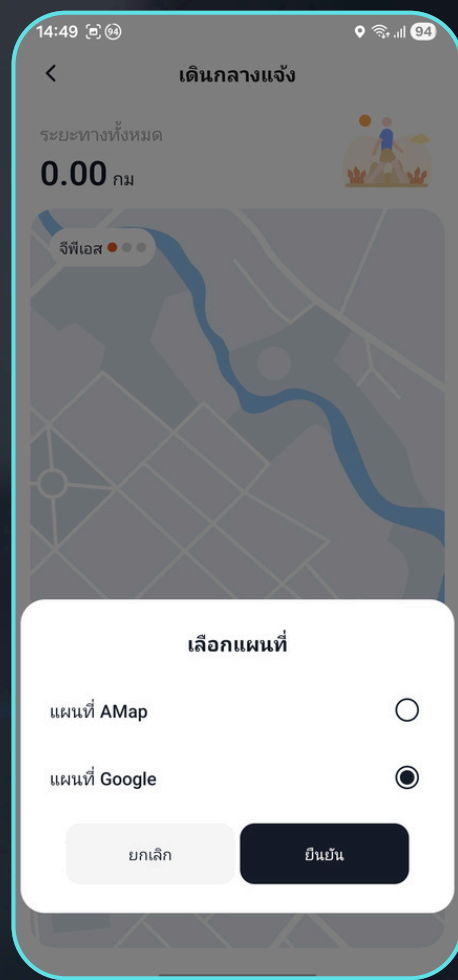 14:49 94 94
เดินกลางแจ้ง
ระยะทางทั้งหมด
0.00 กม
จีพีเอส
เลือกแผนที่
แผนที่ AMap
แผนที่ Google
ยกเลิก ยืนยัน